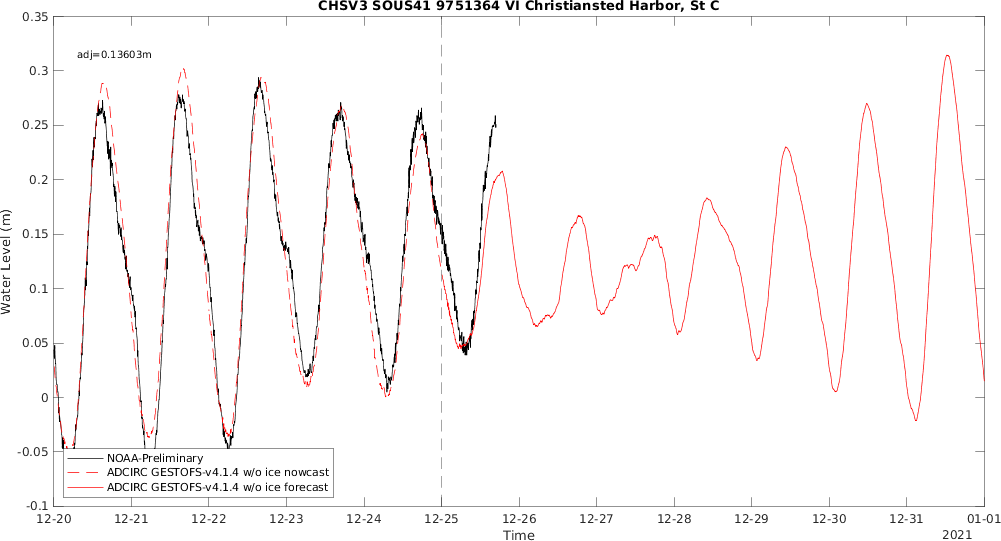 CHSV3 SOUS41 9751364 VI Christiansted Harbor, St C
0.35
adj=0.13603m
0.3
0.25
0.2
0.15
0.1
0.05
0
-0.05
-0.1
Water Level (m)
NOAA-Preliminary
ADCIRC GESTOFS-v4.1.4 w/o ice nowcast
ADCIRC GESTOFS-v4.1.4 w/o ice forecast
12-20 12-21 12-22 12-23 12-24 12-25 12-26 12-27 12-28 12-29 12-30 12-31 01-01
Time
2021